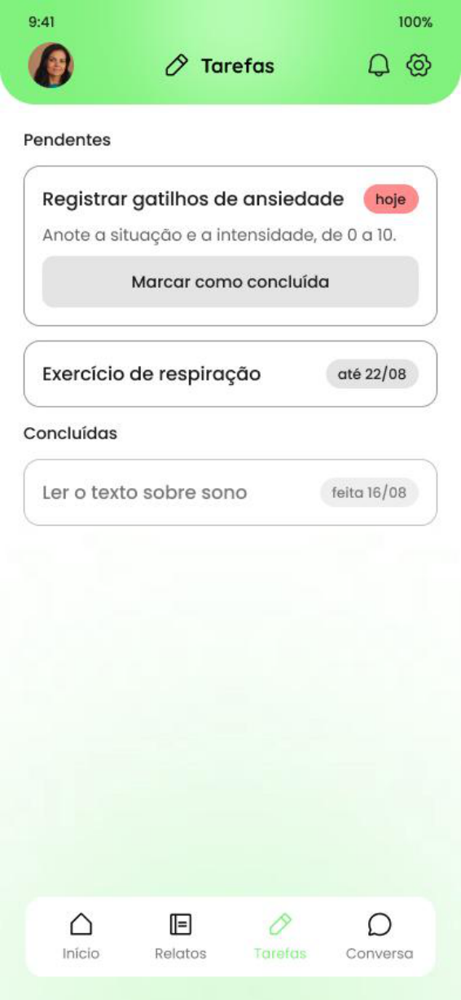 9:41
100%
Tarefas
Pendentes
Registrar gatilhos de ansiedade
hoje
Anote a situação e a intensidade, de 0 a 10.
Marcar como concluída
Exercício de respiração
até 22/08
Concluídas
Ler o texto sobre sono
feita 16/08
Início
Relatos
Tarefas
Conversa